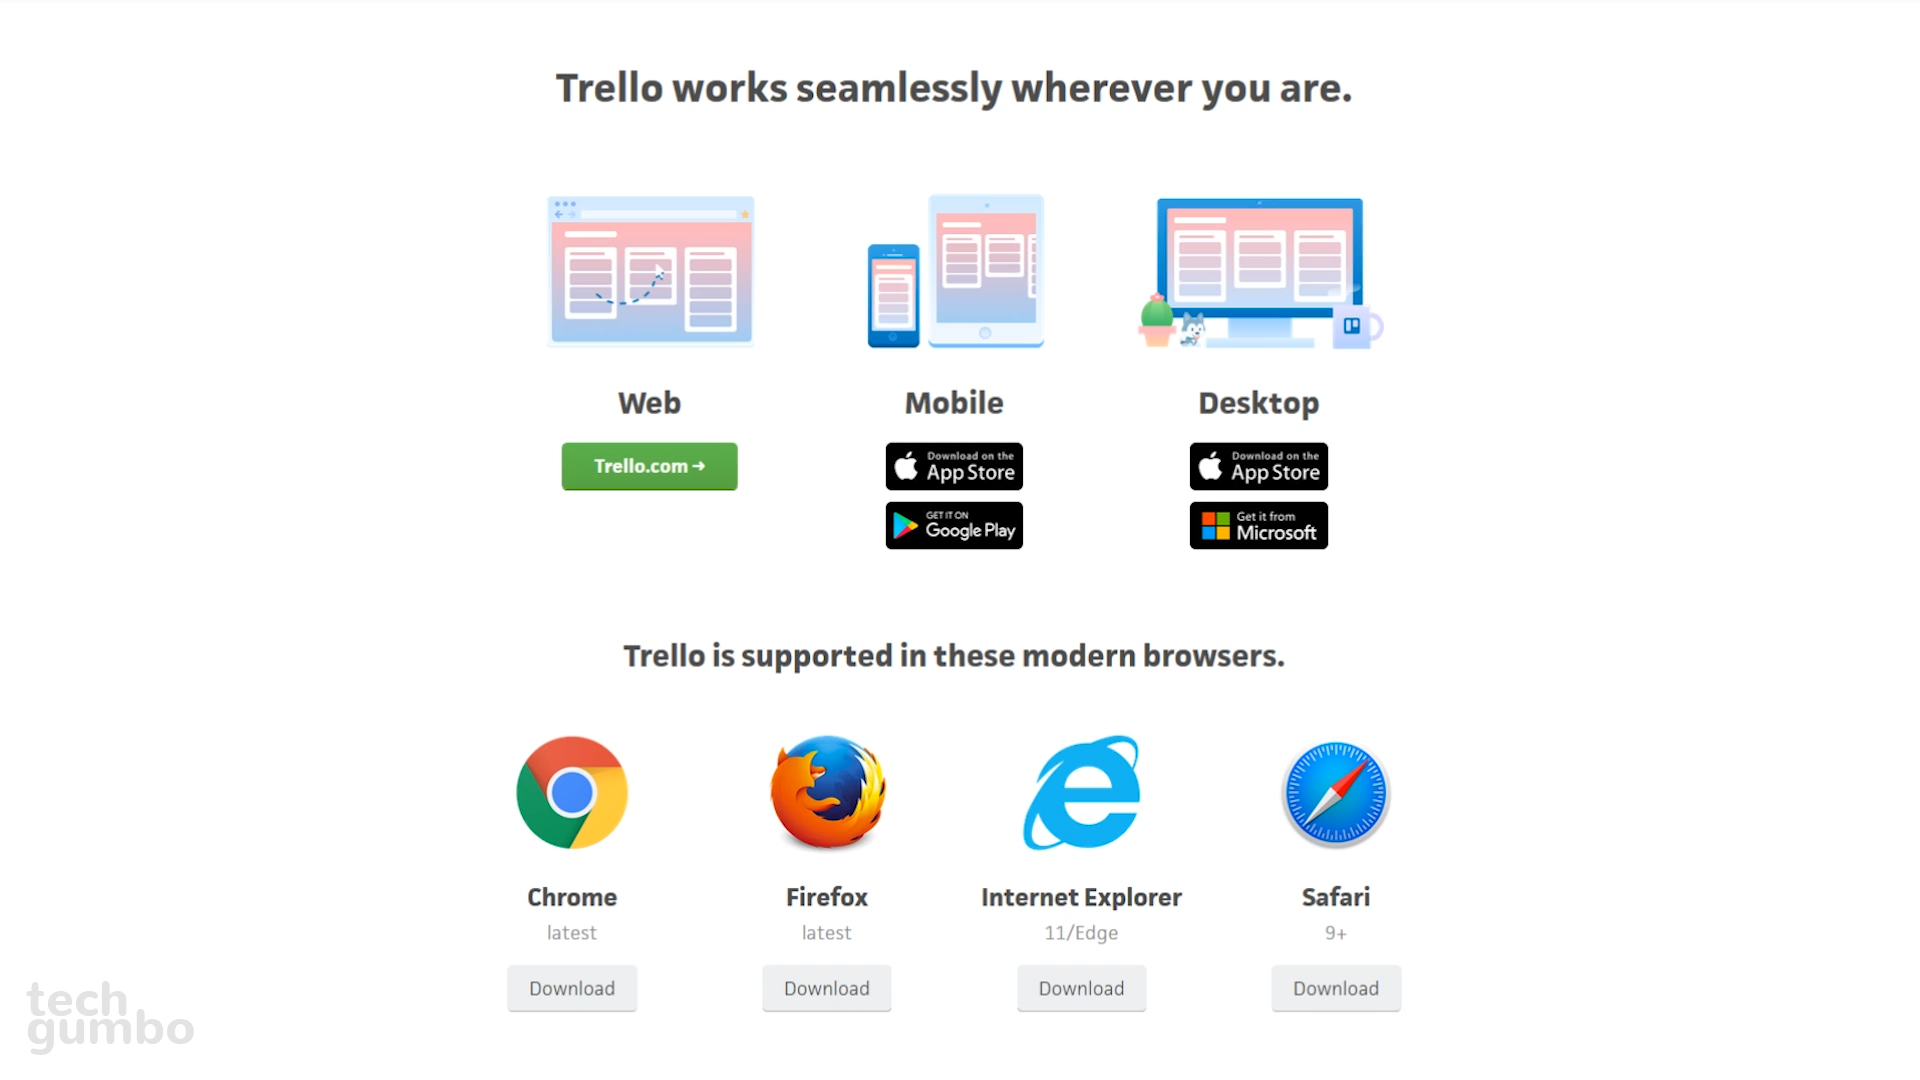 Trello works seamlessly wherever you are.
Web
Mobile
Desktop
Trello.com →
Download on the
App Store
GET IT ON
Google Play
Download on the
App Store
Get it from
Microsoft
Trello is supported in these modern browsers.
Chrome
latest
Download
Firefox
latest
Download
Internet Explorer
11/Edge
Download
Safari
9+
Download
tech
gumbo